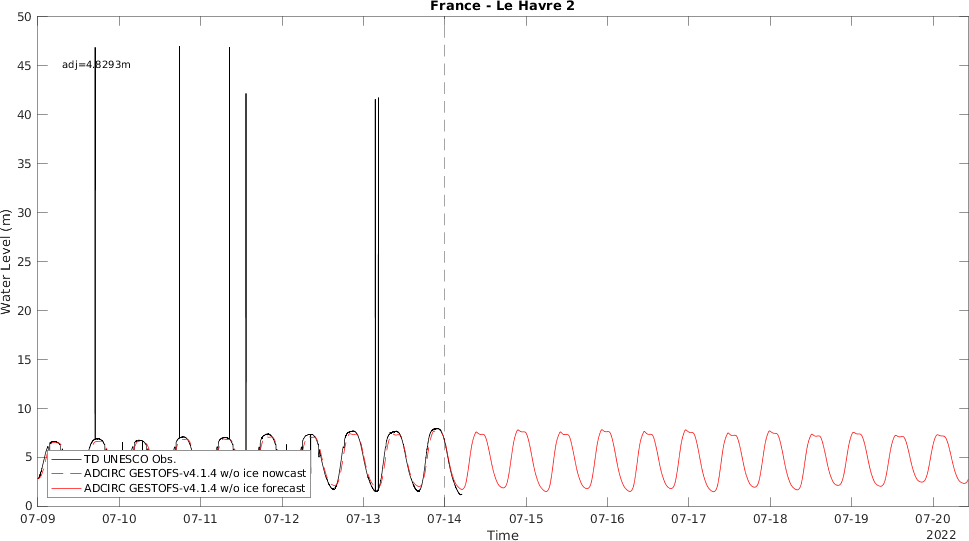 France - Le Havre 2
50
45
40
35
30
25
20
15
10
5
0
adj=4.8293m
Water Level (m)
TD UNESCO Obs.
ADCIRC GESTOFS-v4.1.4 w/o ice nowcast
ADCIRC GESTOFS-v4.1.4 w/o ice forecast
07-09 07-10 07-11 07-12 07-13 07-14 07-15 07-16 07-17 07-18 07-19 07-20
Time
2022